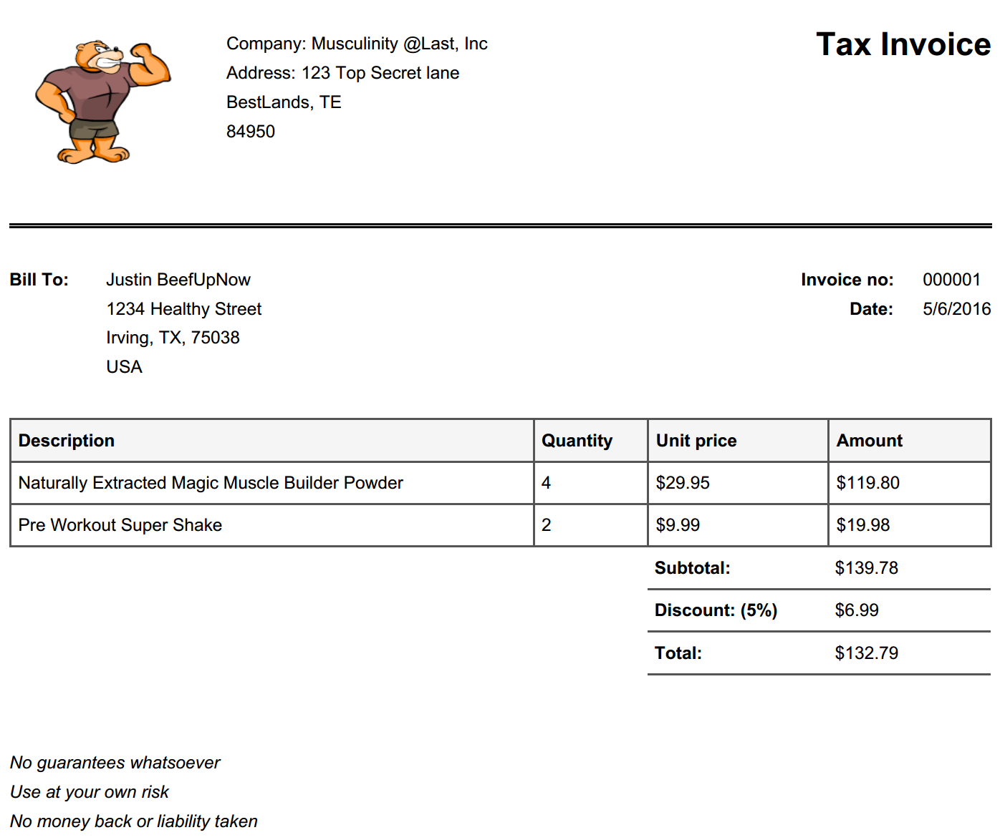 Company: Musculinity @Last, Inc
Address: 123 Top Secret lane
BestLands, TE
84950
Tax Invoice
Bill To: Justin BeefUpNow
1234 Healthy Street
Irving, TX, 75038
USA
Invoice no: 000001
Date: 5/6/2016
Description Quantity Unit price Amount
Naturally Extracted Magic Muscle Builder Powder 4 $29.95 $119.80
Pre Workout Super Shake 2 $9.99 $19.98
Subtotal: $139.78
Discount: (5%) $6.99
Total: $132.79
No guarantees whatsoever
Use at your own risk
No money back or liability taken